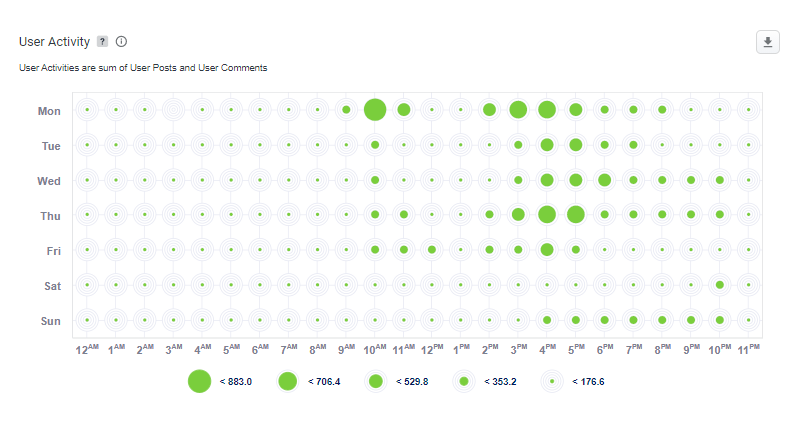 User Activity ?
User Activities are sum of User Posts and User Comments
Mon
Tue
Wed
Thu
Fri
Sat
Sun
12AM 1AM 2AM 3AM 4AM 5AM 6AM 7AM 8AM 9AM 10AM 11AM 12PM 1PM 2PM 3PM 4PM 5PM 6PM 7PM 8PM 9PM 10PM 11PM
< 883.0 < 706.4 < 529.8 < 353.2 < 176.6